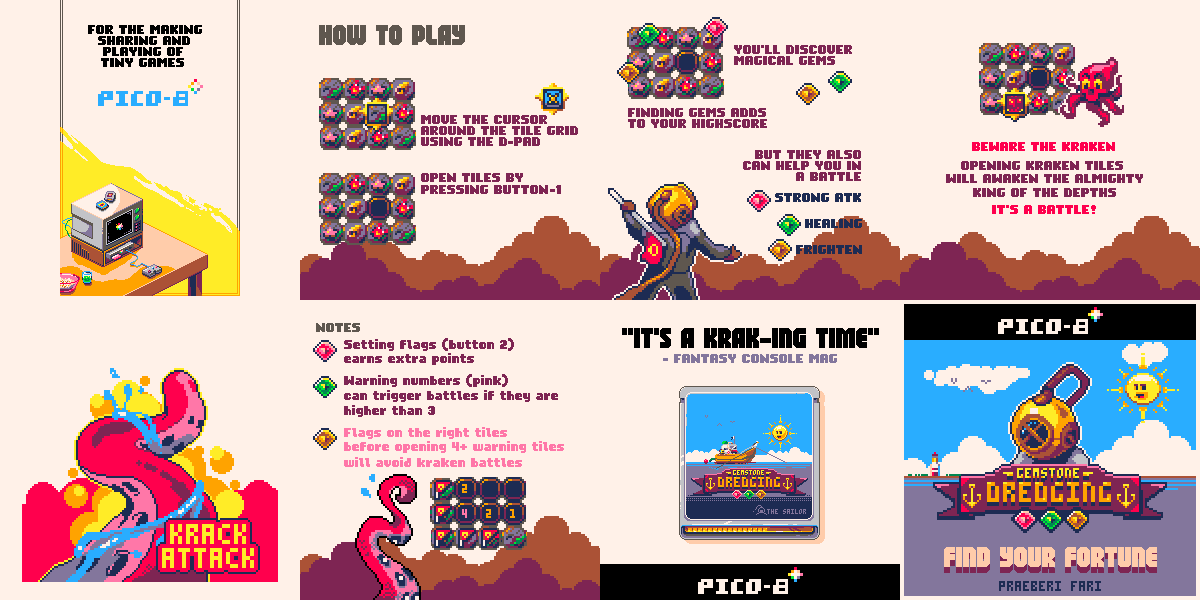 FOR THE MAKING
SHARING AND
PLAYING OF
TINY GAMES
PICO-8
HOW TO PLAY
MOVE THE CURSOR
AROUND THE TILE GRID
USING THE D-PAD
OPEN TILES BY
PRESSING BUTTON-1
YOU'LL DISCOVER
MAGICAL GEMS
FINDING GEMS ADDS
TO YOUR HIGHSCORE
BUT THEY ALSO
CAN HELP YOU IN
A BATTLE
STRONG ATK
HEALING
FRIGHTEN
BEWARE THE KRAKEN
OPENING KRAKEN TILES
WILL AWAKEN THE ALMIGHTY
KING OF THE DEPTHS
IT'S A BATTLE!
KRACK
ATTACK
NOTES
Setting flags (button 2)
earns extra points
Warning numbers (pink)
can trigger battles if they are
higher than 3
Flags on the right tiles
before opening 4+ warning tiles
will avoid kraken battles
2
4 2 1
"IT'S A KRAK-ING TIME"
- FANTASY CONSOLE MAG
GEMSTONE
DREDGING
THE SAILOR
PICO-8
PICO-8
GEMSTONE
DREDGING
FIND YOUR FORTUNE
PRAEBERI FARI